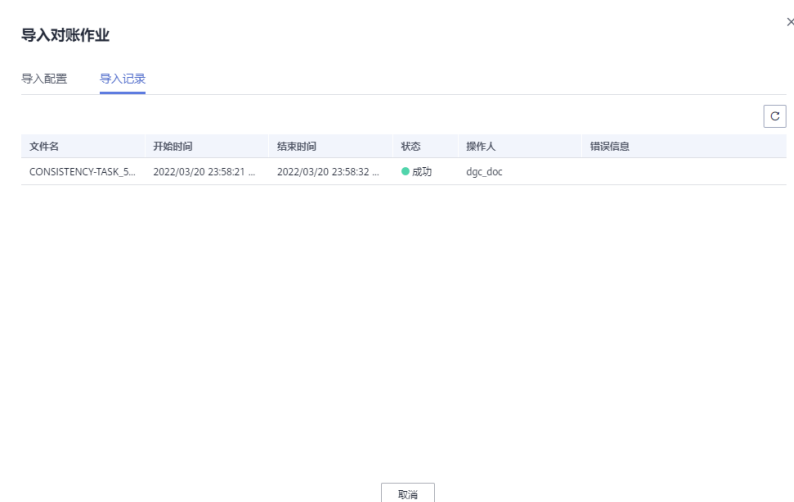 导入对账作业
导入配置 导入记录
文件名 开始时间 结束时间 状态 操作人 错误信息
CONSISTENCY-TASK_5... 2022/03/20 23:58:21 ... 2022/03/20 23:58:32 ... 成功 dgc_doc
取消